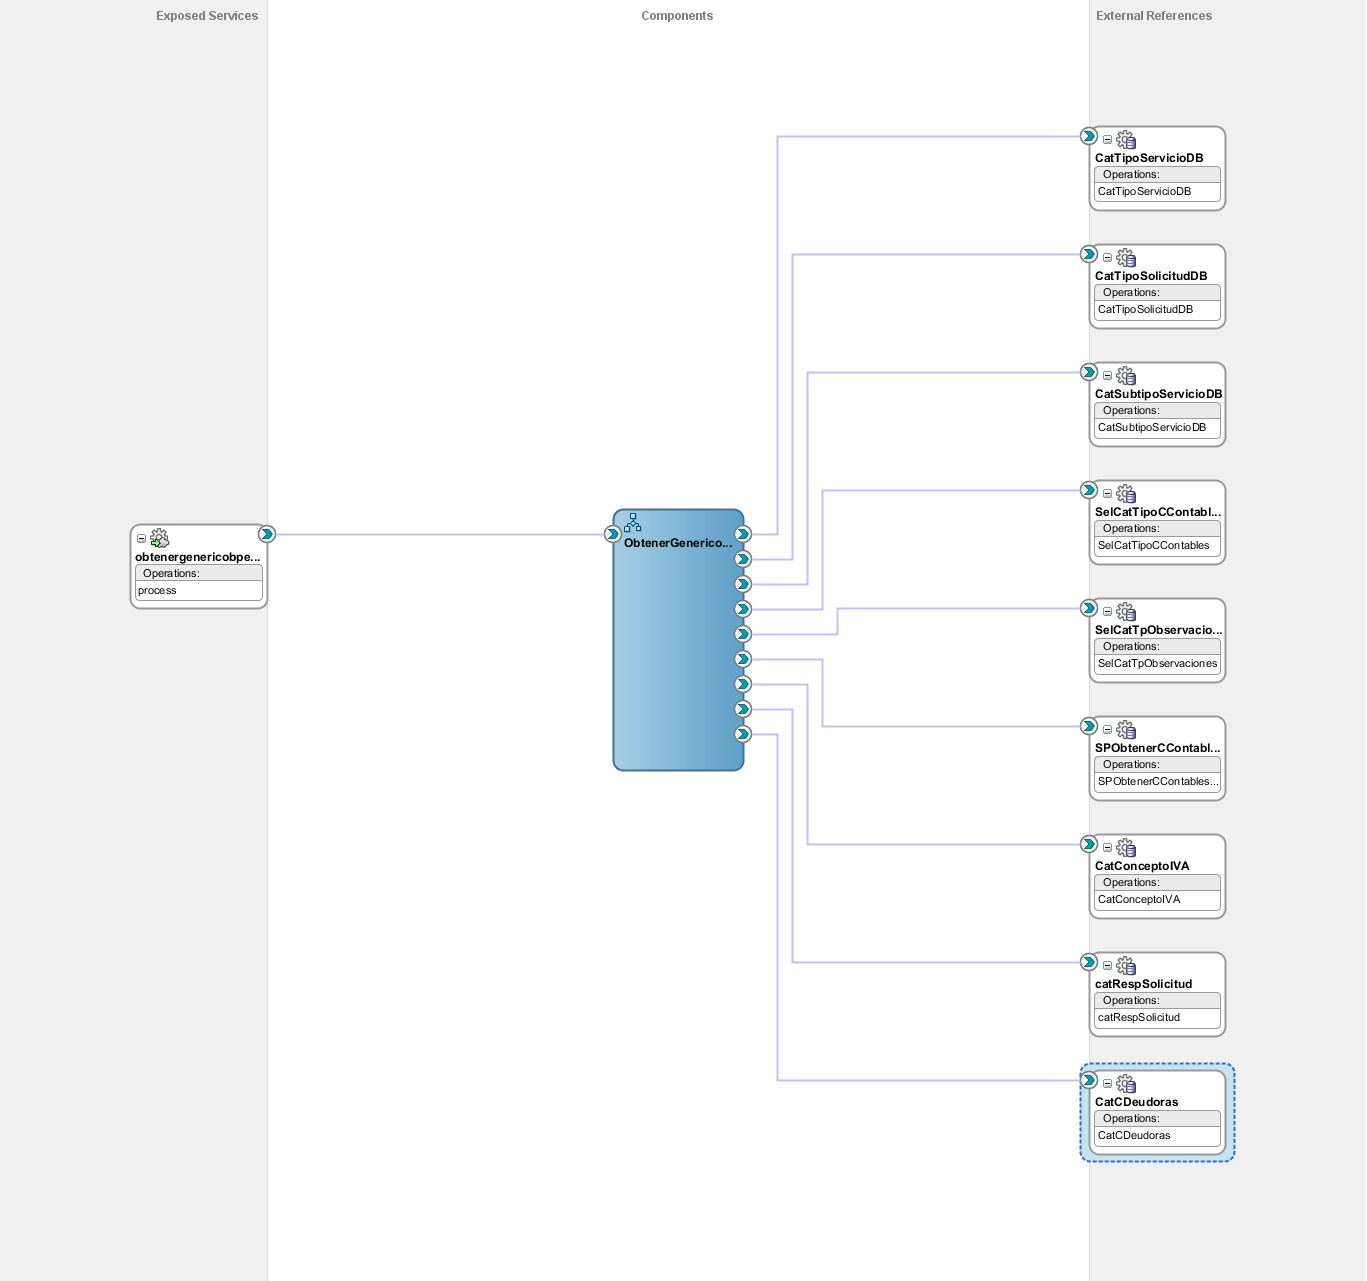 Exposed Services
Components
External References
obtenergenericobpe...
Operations:
process
ObtenerGenerico...
CatTipoServicioDB
Operations:
CatTipoServicioDB
CatTipoSolicitudDB
Operations:
CatTipoSolicitudDB
CatSubtipoServicioDB
Operations:
CatSubtipoServicioDB
SelCatTipoCContabl...
Operations:
SelCatTipoCContables
SelCatTpObservacio...
Operations:
SelCatTpObservaciones
SPObtenerCContabl...
Operations:
SPObtenerCContables...
CatConceptoIVA
Operations:
CatConceptoIVA
catRespSolicitud
Operations:
catRespSolicitud
CatCDeudoras
Operations:
CatCDeudoras